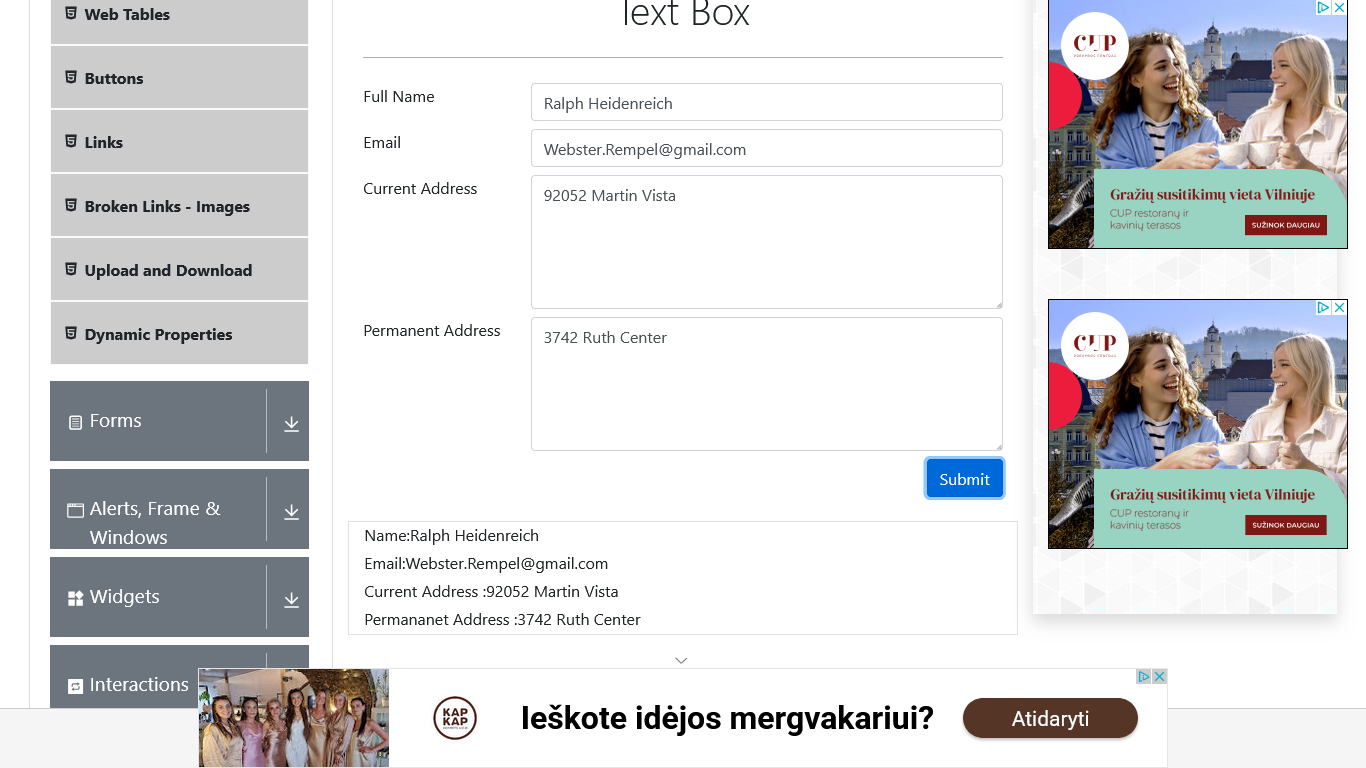 Web Tables
Buttons
Links
Broken Links - Images
Upload and Download
Dynamic Properties
Forms
Alerts, Frame &
Windows
Widgets
Interactions
Text Box
Full Name
Ralph Heidenreich
Email
Webster.Rempel@gmail.com
Current Address
92052 Martin Vista
Permanent Address
3742 Ruth Center
Submit
Name:Ralph Heidenreich
Email:Webster.Rempel@gmail.com
Current Address :92052 Martin Vista
Permananet Address :3742 Ruth Center
CUP
Gražių susitikimų vieta Vilniuje
CUP restoranų ir
kavinių terasos
SUŽINOK DAUGIAU
CUP
Gražių susitikimų vieta Vilniuje
CUP restoranų ir
kavinių terasos
SUŽINOK DAUGIAU
KAP
KAP
Ieškote idėjos mergvakariui?
Atidaryti